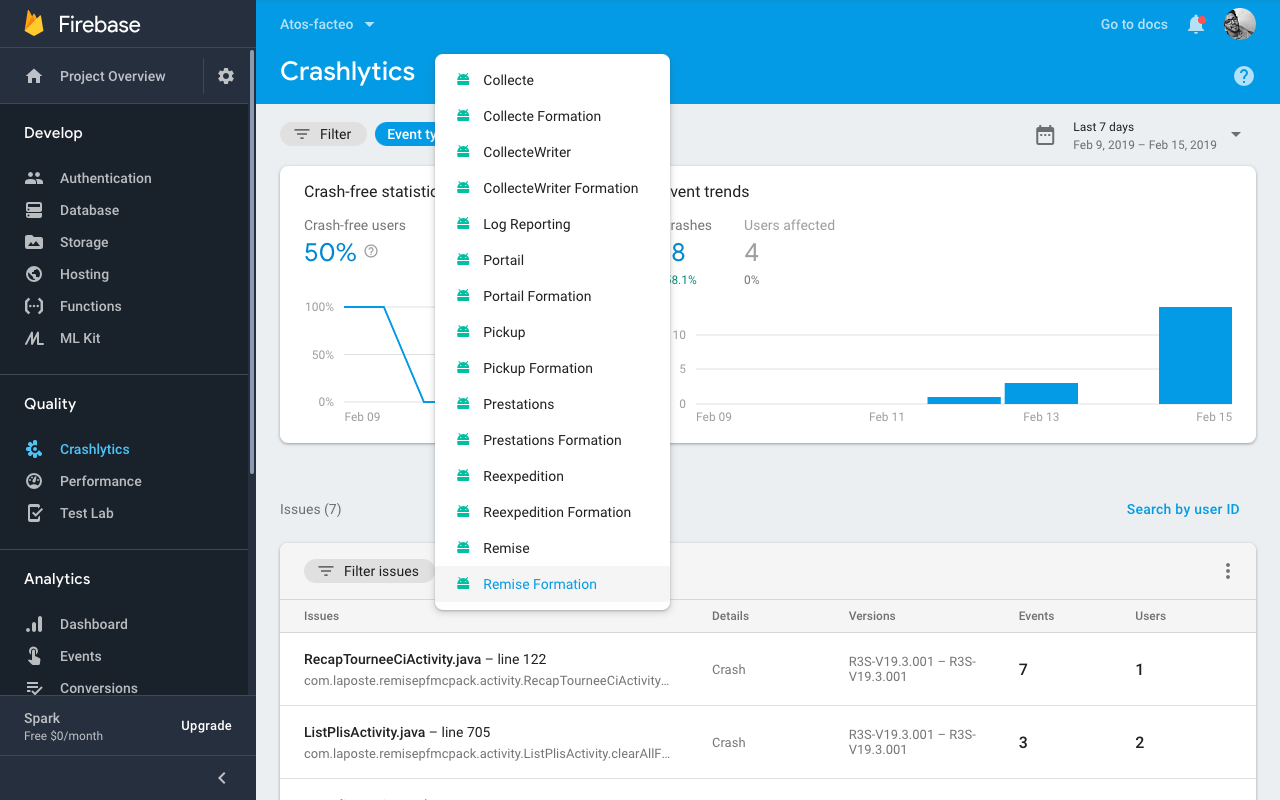 Firebase
Project Overview
Develop
Authentication
Database
Storage
Hosting
Functions
ML Kit
Quality
Crashlytics
Performance
Test Lab
Analytics
Dashboard
Events
Conversions
Spark
Free $0/month
Upgrade
Atos-facteo
Go to docs
Crashlytics
Collecte
Collecte Formation
CollecteWriter
CollecteWriter Formation
Log Reporting
Portail
Portail Formation
Pickup
Pickup Formation
Prestations
Prestations Formation
Reexpedition
Reexpedition Formation
Remise
Remise Formation
Filter
Event ty
Last 7 days
Feb 9, 2019 – Feb 15, 2019
Crash-free statistic
Crash-free users
50%
100%
50%
0%
Feb 09
vent trends
rashes
Users affected
8
4
58.1%
0%
10
5
0
Feb 09
Feb 11
Feb 13
Feb 15
Issues (7)
Search by user ID
Filter issues
Issues
Details
Versions
Events
Users
RecapTourneeCiActivity.java – line 122
com.laposte.remisepfmcpack.activity.RecapTourneeCiActivity…
Crash
R3S-V19.3.001 – R3S-
V19.3.001
7
1
ListPlisActivity.java – line 705
com.laposte.remisepfmcpack.activity.ListPlisActivity.clearAllF…
Crash
R3S-V19.3.001 – R3S-
V19.3.001
3
2